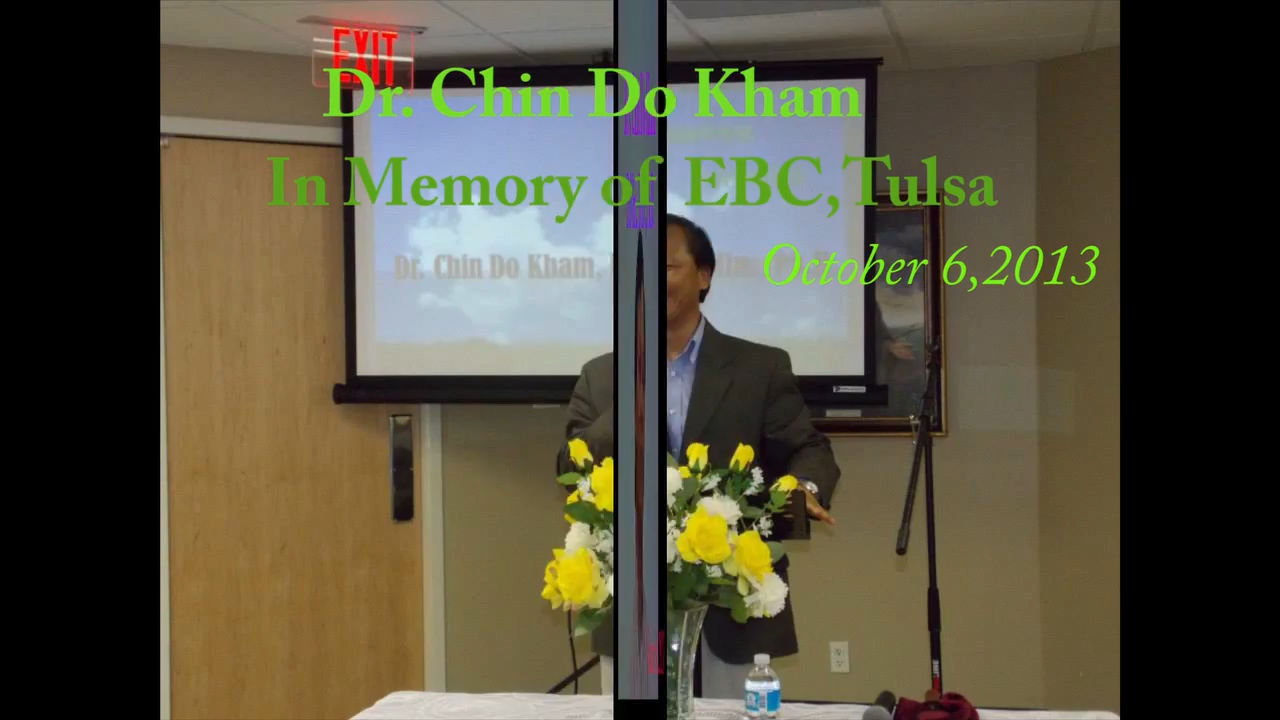 EXIT
Dr. Chin Do Kham
In Memory of EBC,Tulsa
October 6,2013
Dr. Chin Do Kham,